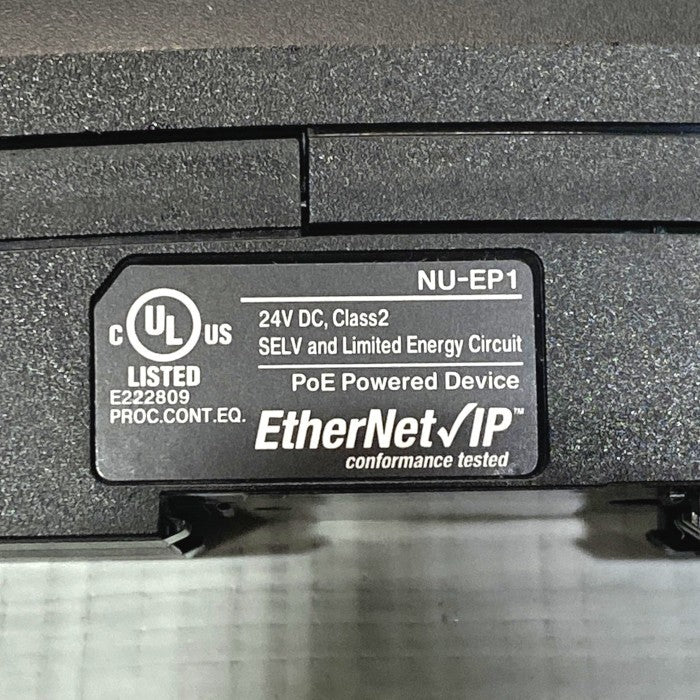 NU-EP1
24V DC, Class2
SELV and Limited Energy Circuit
PoE Powered Device
C UL US
LISTED
E222809
PROC.CONT.EQ.
EtherNet/IP™
conformance tested